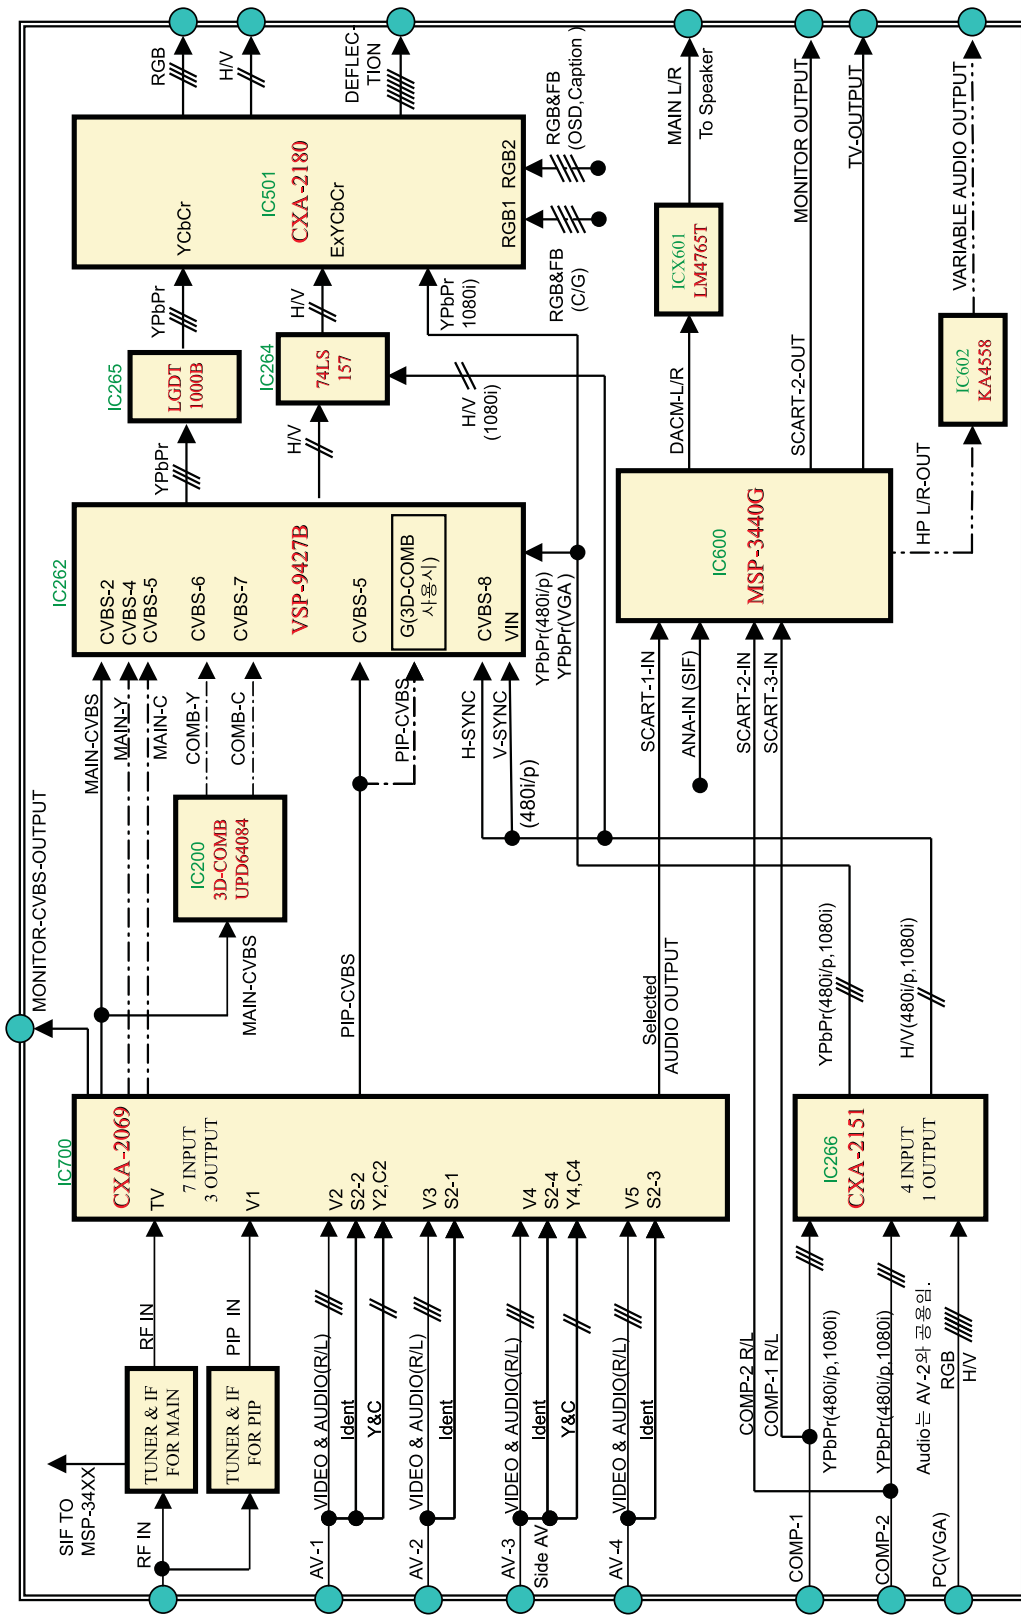 SIF TO
MSP-34XX
RF IN
TUNER & IF
FOR MAIN
TUNER & IF
FOR PIP
RF IN
PIP IN
AV-1
VIDEO & AUDIO(R/L)
Ident
Y&C
AV-2
VIDEO & AUDIO(R/L)
Ident
AV-3
Side AV
VIDEO & AUDIO(R/L)
Ident
Y&C
AV-4
VIDEO & AUDIO(R/L)
Ident
COMP-1
COMP-2
PC(VGA)
COMP-2 R/L
COMP-1 R/L
YPbPr(480i/p,1080i)
YPbPr(480i/p,1080i)
Audio는 AV-2와 공용임.
RGB
H/V
IC700
CXA-2069
7 INPUT
3 OUTPUT
TV
V1
V2
S2-2
Y2,C2
V3
S2-1
V4
S2-4
Y4,C4
V5
S2-3
IC266
CXA-2151
4 INPUT
1 OUTPUT
MONITOR-CVBS-OUTPUT
MAIN-CVBS
PIP-CVBS
Selected
AUDIO OUTPUT
YPbPr(480i/p,1080i)
H/V(480i/p,1080i)
IC200
3D-COMB
UPD64084
MAIN-CVBS
MAIN-Y
MAIN-C
COMB-Y
COMB-C
PIP-CVBS
H-SYNC
V-SYNC
(480i/p)
YPbPr(480i/p)
YPbPr(VGA)
SCART-1-IN
ANA-IN (SIF)
SCART-2-IN
SCART-3-IN
IC262
VSP-9427B
CVBS-2
CVBS-4
CVBS-5
CVBS-6
CVBS-7
CVBS-5
G(3D-COMB
사용시)
CVBS-8
VIN
IC600
MSP-3440G
YPbPr
H/V
H/V
(1080i)
DACM-L/R
SCART-2-OUT
HP L/R-OUT
IC265
LGDT
1000B
IC264
74LS
157
YPbPr
H/V
YPbPr
1080i
RGB&FB
(C/G)
ICX601
LM4765T
IC602
KA4558
IC501
CXA-2180
YCbCr
ExYCbCr
RGB1
RGB2
RGB&FB
(OSD,Caption )
MAIN L/R
To Speaker
MONITOR OUTPUT
TV-OUTPUT
VARIABLE AUDIO OUTPUT
RGB
H/V
DEFLEC-
TION